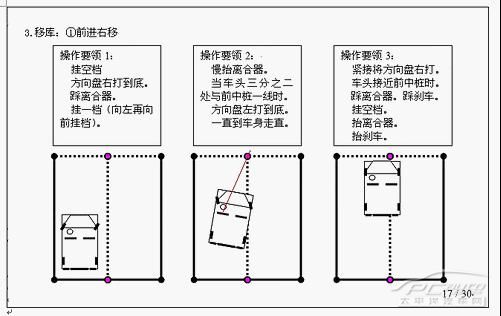 3.移库：①前进右移
操作要领1：
挂空档
方向盘右打到底。
踩离合器。
挂一档（向左再向
前挂档）。
操作要领2：
慢抬离合器。
当车头三分之二
处与前中桩一线时。
方向盘左打到底。
一直到车身走直。
操作要领3：
紧接将方向盘右打。
车头接近前中桩时。
踩离合器。踩刹车。
挂空档。
抬离合器。
抬刹车。
17 / 30
太平洋汽车网